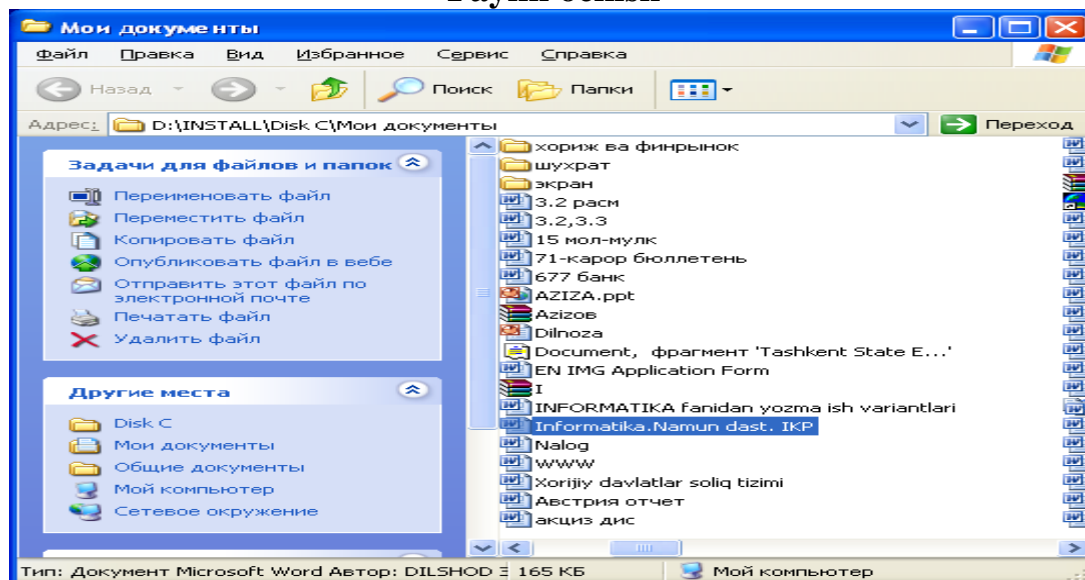 Мои документы
Файл Правка Вид Избранное Сервис Справка
Назад Поиск Папки
Адрес: D:\INSTALL\Disk C\Мои документы Переход
Задачи для файлов и папок
Переименовать файл
Переместить файл
Копировать файл
Опубликовать файл в вебе
Отправить этот файл по
электронной почте
Печатать файл
Удалить файл
Другие места
Disk C
Мои документы
Общие документы
Мой компьютер
Сетевое окружение
хориж ва финрынок
шухрат
экран
3.2 расм
3.2,3.3
15 мол-мулк
71-карор бюллетень
677 банк
AZIZA.ppt
Azizов
Dilnoza
Document, фрагмент 'Tashkent State E...'
EN IMG Application Form
I
INFORMATIKA fanidan yozma ish variantlari
Informatika.Namun dast. IKP
Nalog
www
Xorijiy davlatlar soliq tizimi
Австрия отчет
акциз дис
Тип: Документ Microsoft Word Автор: DILSHOD 165 КБ Мой компьютер